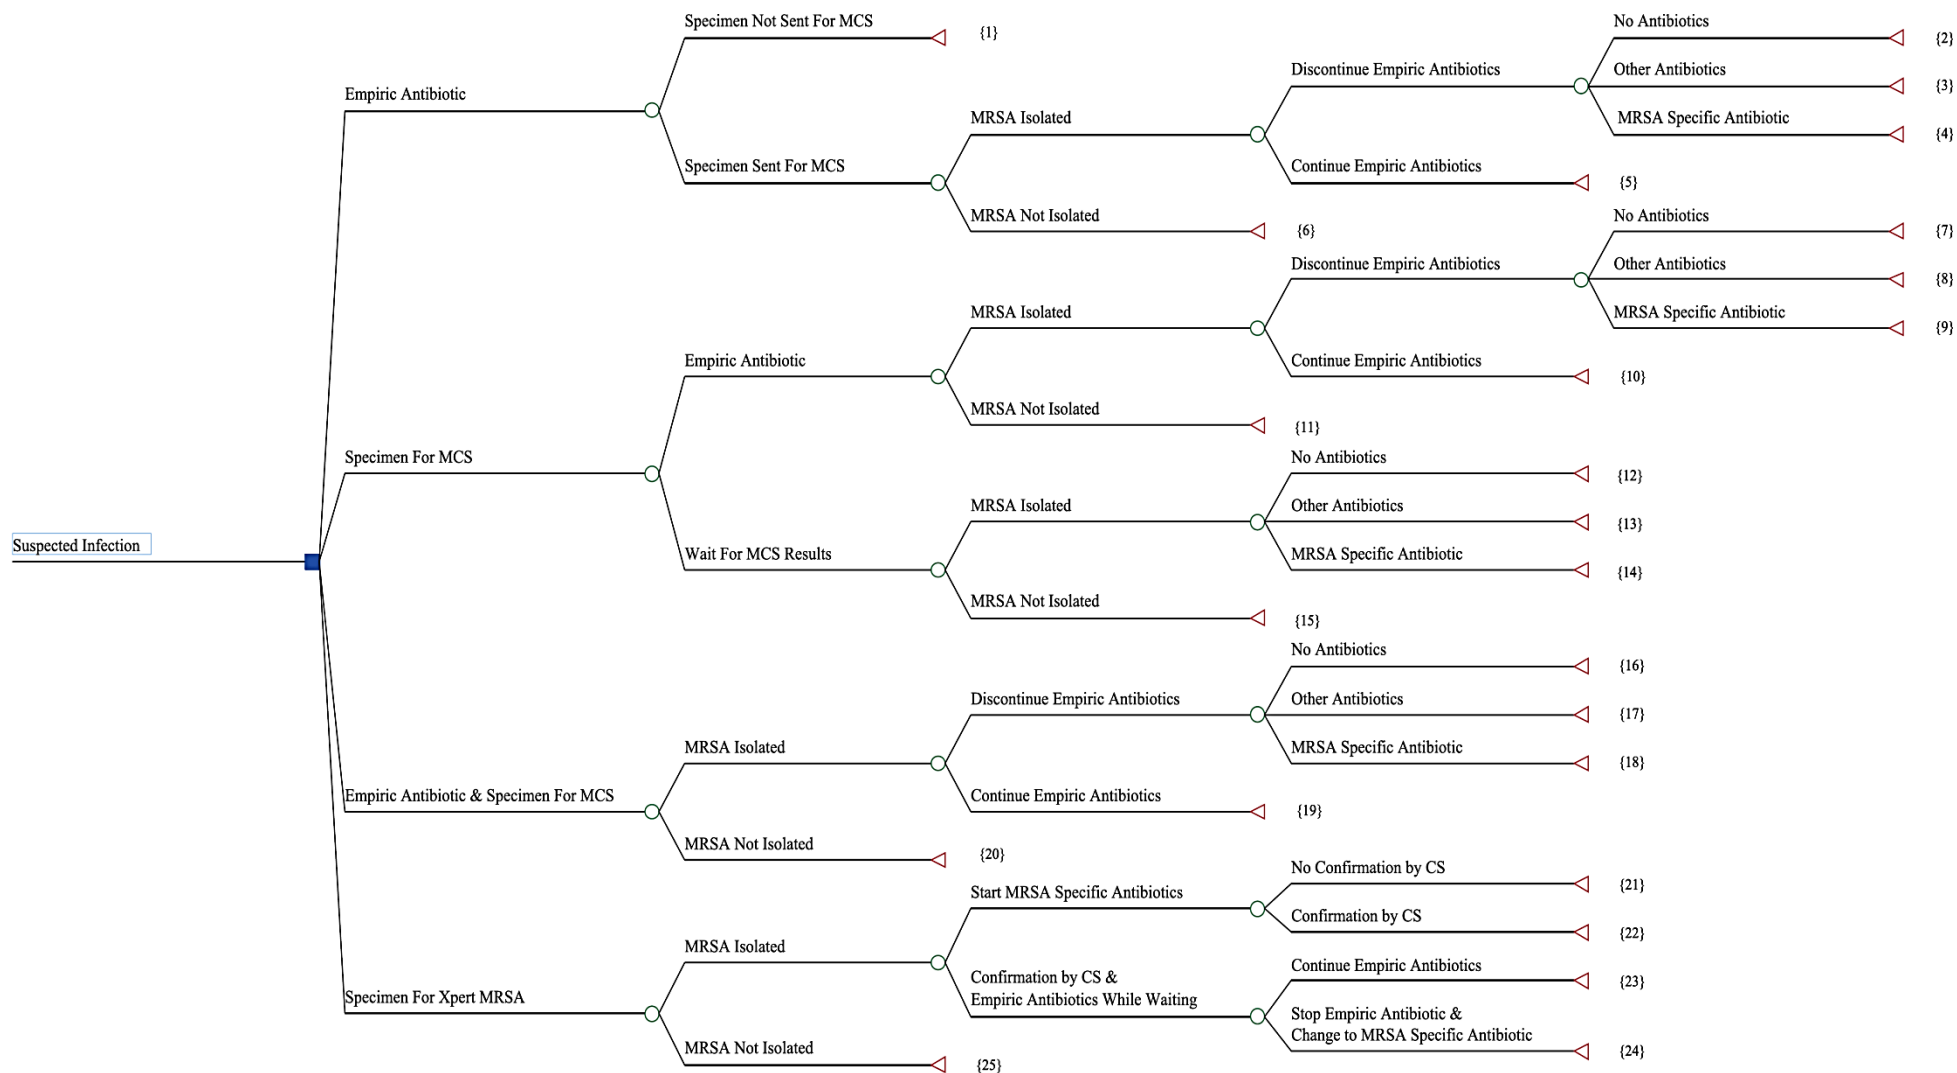 Suspected Infection
Empiric Antibiotic
Specimen Not Sent For MCS
{1}
Specimen Sent For MCS
MRSA Isolated
Discontinue Empiric Antibiotics
No Antibiotics
{2}
Other Antibiotics
{3}
MRSA Specific Antibiotic
{4}
Continue Empiric Antibiotics
{5}
MRSA Not Isolated
{6}
Specimen For MCS
Empiric Antibiotic
MRSA Isolated
Discontinue Empiric Antibiotics
No Antibiotics
{7}
Other Antibiotics
{8}
MRSA Specific Antibiotic
{9}
Continue Empiric Antibiotics
{10}
MRSA Not Isolated
{11}
Wait For MCS Results
MRSA Isolated
No Antibiotics
{12}
Other Antibiotics
{13}
MRSA Specific Antibiotic
{14}
MRSA Not Isolated
{15}
Empiric Antibiotic & Specimen For MCS
MRSA Isolated
Discontinue Empiric Antibiotics
No Antibiotics
{16}
Other Antibiotics
{17}
MRSA Specific Antibiotic
{18}
Continue Empiric Antibiotics
{19}
MRSA Not Isolated
{20}
Specimen For Xpert MRSA
MRSA Isolated
Start MRSA Specific Antibiotics
No Confirmation by CS
{21}
Confirmation by CS
{22}
Confirmation by CS &
Empiric Antibiotics While Waiting
Continue Empiric Antibiotics
{23}
Stop Empiric Antibiotic &
Change to MRSA Specific Antibiotic
{24}
MRSA Not Isolated
{25}